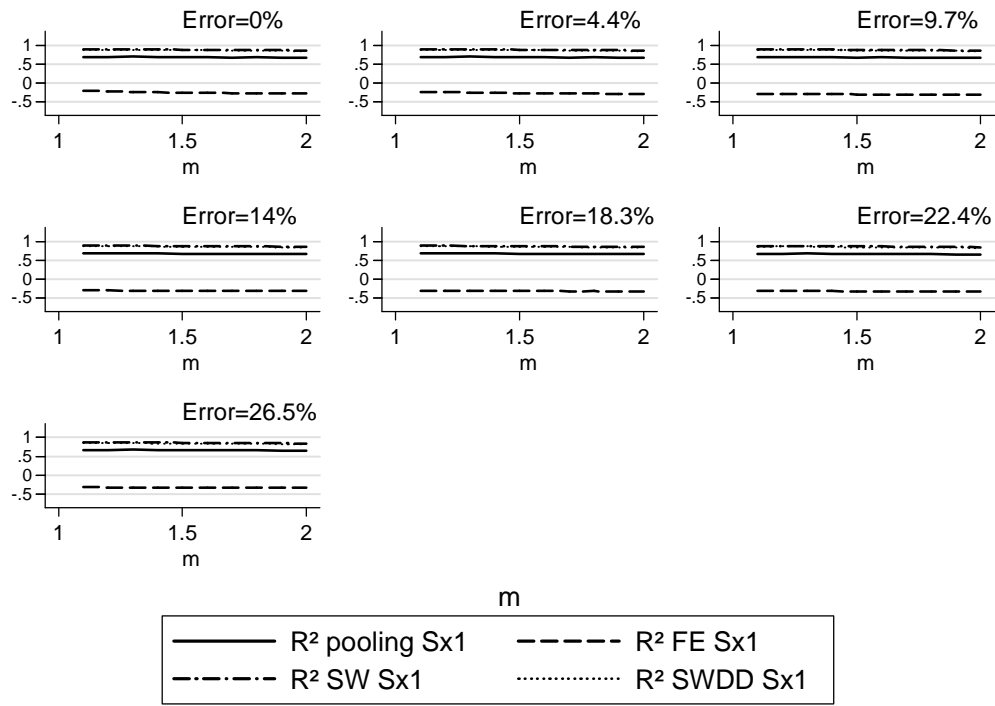 Error=0%
Error=4.4%
Error=9.7%
1
.5
0
-.5
1
.5
0
-.5
1
.5
0
-.5
1 1.5 2
1 1.5 2
1 1.5 2
m
m
m
Error=14%
Error=18.3%
Error=22.4%
1
.5
0
-.5
1
.5
0
-.5
1
.5
0
-.5
1 1.5 2
1 1.5 2
1 1.5 2
m
m
m
Error=26.5%
1
.5
0
-.5
1 1.5 2
m
m
R² pooling Sx1
R² FE Sx1
R² SW Sx1
R² SWDD Sx1